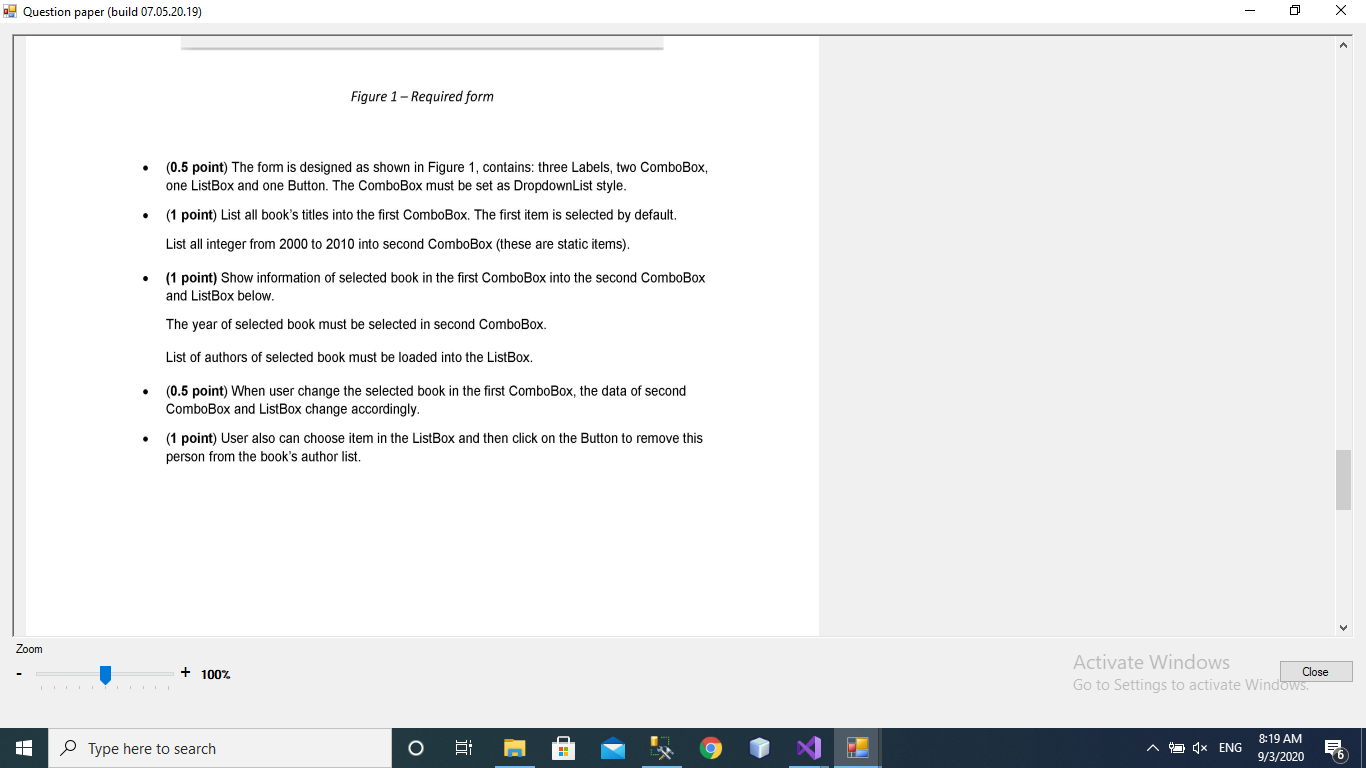 Question paper (build 07.05.20.19)
Figure 1 – Required form
• (0.5 point) The form is designed as shown in Figure 1, contains: three Labels, two ComboBox,
one ListBox and one Button. The ComboBox must be set as DropdownList style.
• (1 point) List all book's titles into the first ComboBox. The first item is selected by default.
List all integer from 2000 to 2010 into second ComboBox (these are static items).
• (1 point) Show information of selected book in the first ComboBox into the second ComboBox
and ListBox below.
The year of selected book must be selected in second ComboBox.
List of authors of selected book must be loaded into the ListBox.
• (0.5 point) When user change the selected book in the first ComboBox, the data of second
ComboBox and ListBox change accordingly.
• (1 point) User also can choose item in the ListBox and then click on the Button to remove this
person from the book's author list.
Zoom
- + 100%
Activate Windows
Go to Settings to activate Windows.
Close
Type here to search
ENG
8:19 AM
9/3/2020
6